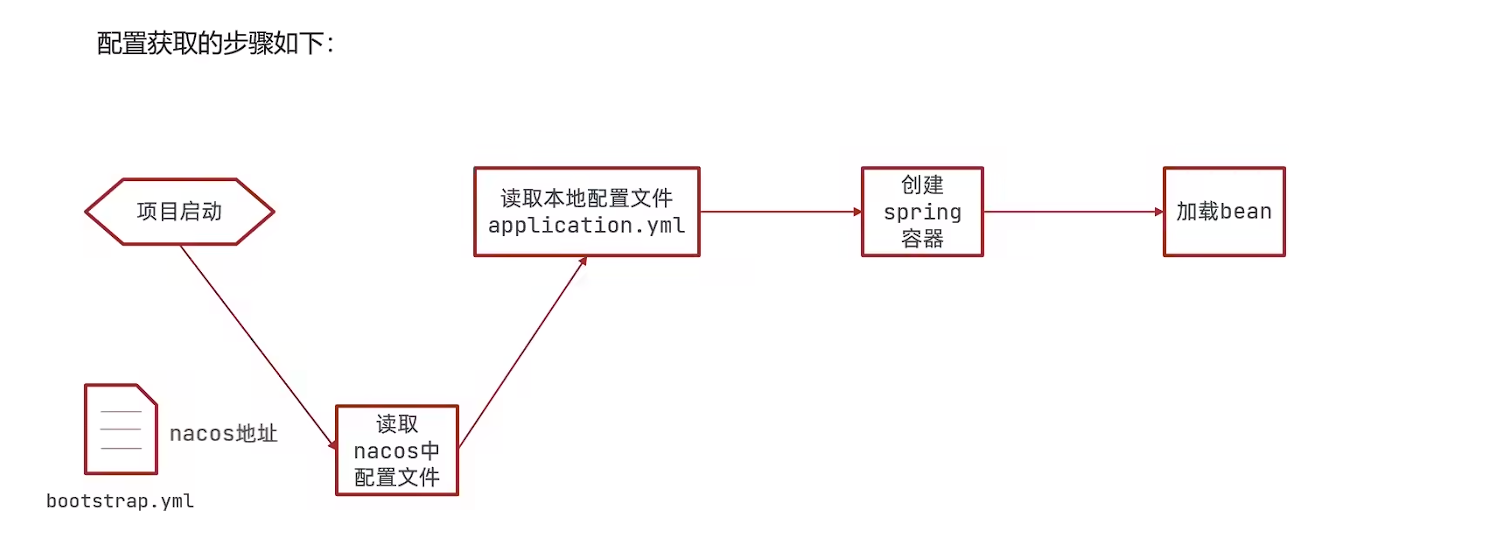 配置获取的步骤如下：
项目启动
读取本地配置文件
application.yml
创建
spring
容器
加载bean
nacos地址
bootstrap.yml
读取
nacos中
配置文件